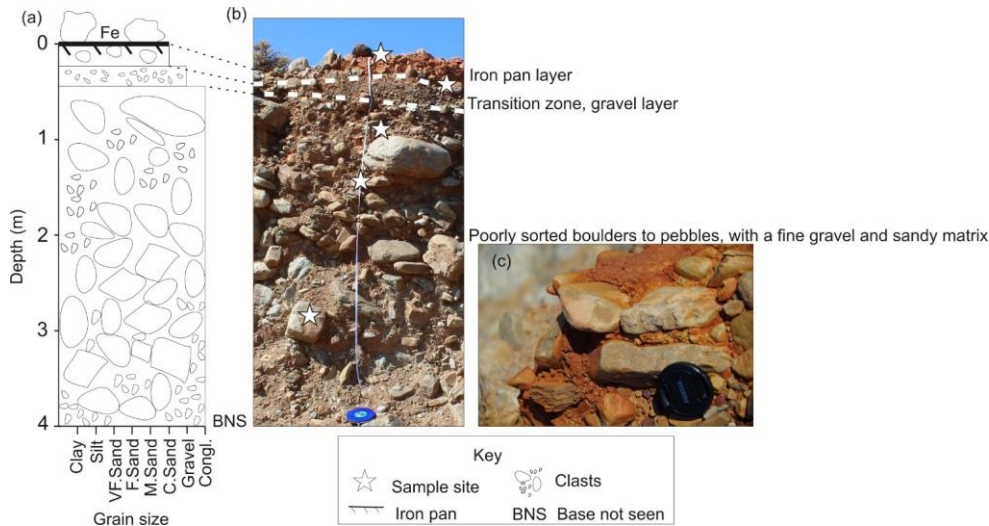 (a)
Fe
0
1
2
3
4
Depth (m)
BNS
Clay
Silt
VF.Sand
F.Sand
M.Sand
C.Sand
Gravel
Congl.
Grain size
(b)
Iron pan layer
Transition zone, gravel layer
Poorly sorted boulders to pebbles, with a fine gravel and sandy matrix
(c)
Key
Sample site
Clasts
Iron pan
BNS Base not seen